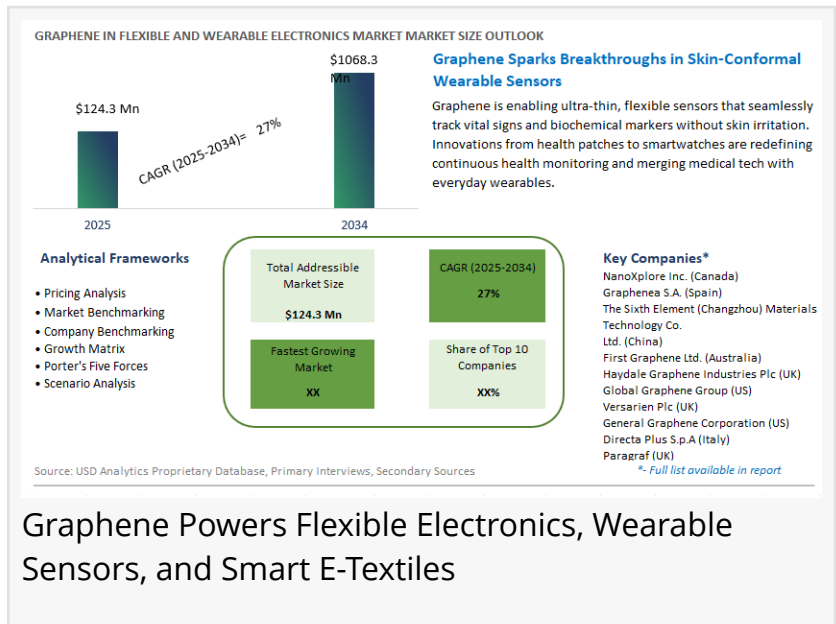 GRAPHENE IN FLEXIBLE AND WEARABLE ELECTRONICS MARKET MARKET SIZE OUTLOOK
$124.3 Mn
$1068.3
Mn
CAGR (2025-2034)= 27%
2025
2034
Graphene Sparks Breakthroughs in Skin-Conformal
Wearable Sensors
Graphene is enabling ultra-thin, flexible sensors that seamlessly
track vital signs and biochemical markers without skin irritation.
Innovations from health patches to smartwatches are redefining
continuous health monitoring and merging medical tech with
everyday wearables.
Analytical Frameworks
• Pricing Analysis
• Market Benchmarking
• Company Benchmarking
• Growth Matrix
• Porter's Five Forces
• Scenario Analysis
Total Addressible
Market Size
$124.3 Mn
CAGR (2025-2034)
27%
Fastest Growing
Market
XX
Share of Top 10
Companies
XX%
Key Companies*
NanoXplore Inc. (Canada)
Graphenea S.A. (Spain)
The Sixth Element (Changzhou) Materials
Technology Co.
Ltd. (China)
First Graphene Ltd. (Australia)
Haydale Graphene Industries Plc (UK)
Global Graphene Group (US)
Versarien Plc (UK)
General Graphene Corporation (US)
Directa Plus S.p.A (Italy)
Paragraf (UK)
*- Full list available in report
Source: USD Analytics Proprietary Database, Primary Interviews, Secondary Sources
Graphene Powers Flexible Electronics, Wearable
Sensors, and Smart E-Textiles